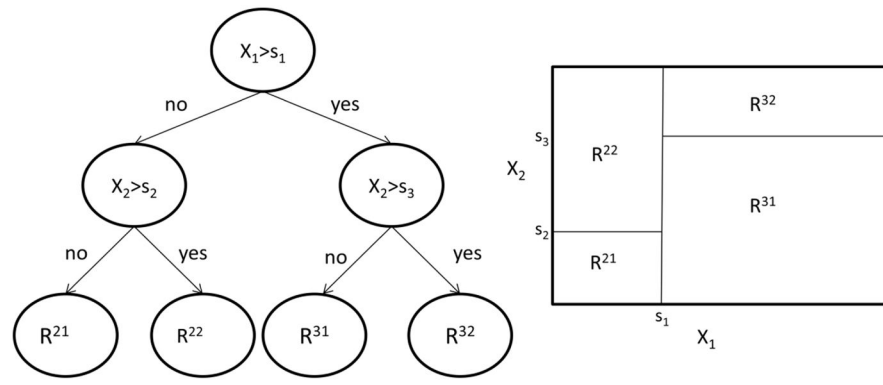 X₁>s₁
no
yes
X₂>s₂
X₂>s₃
no
yes
no
yes
R²¹
R²²
R³¹
R³²
R³²
s₃
R²²
X₂
R³¹
s₂
R²¹
s₁
X₁